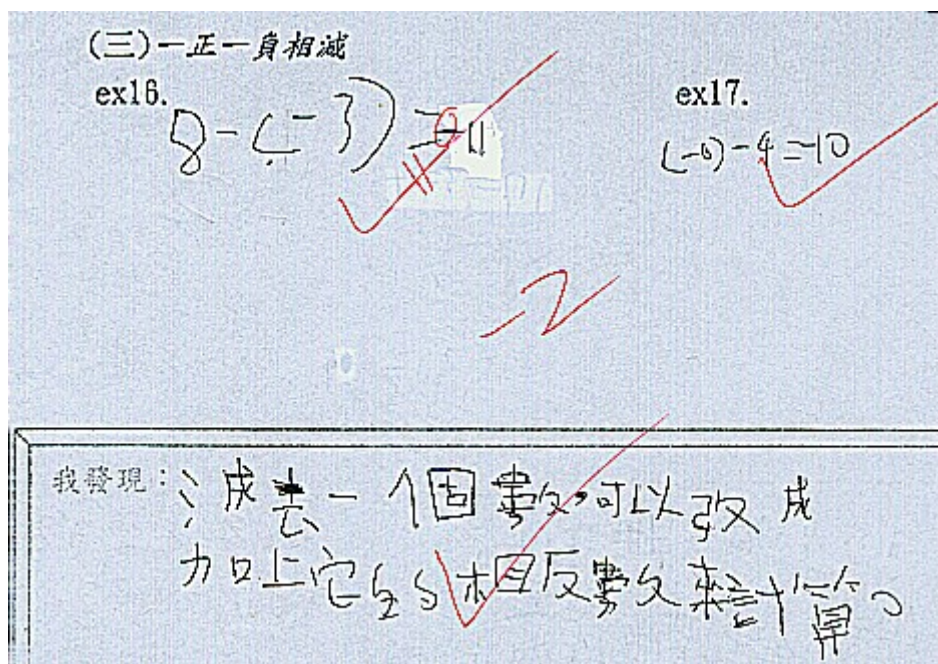 (三)一正一負相減
ex16.
ex17.
8-(-3)=11
(-6)-4=-10
-2
我發現:減去一個數,可以改成
加上它的相反數來計算。